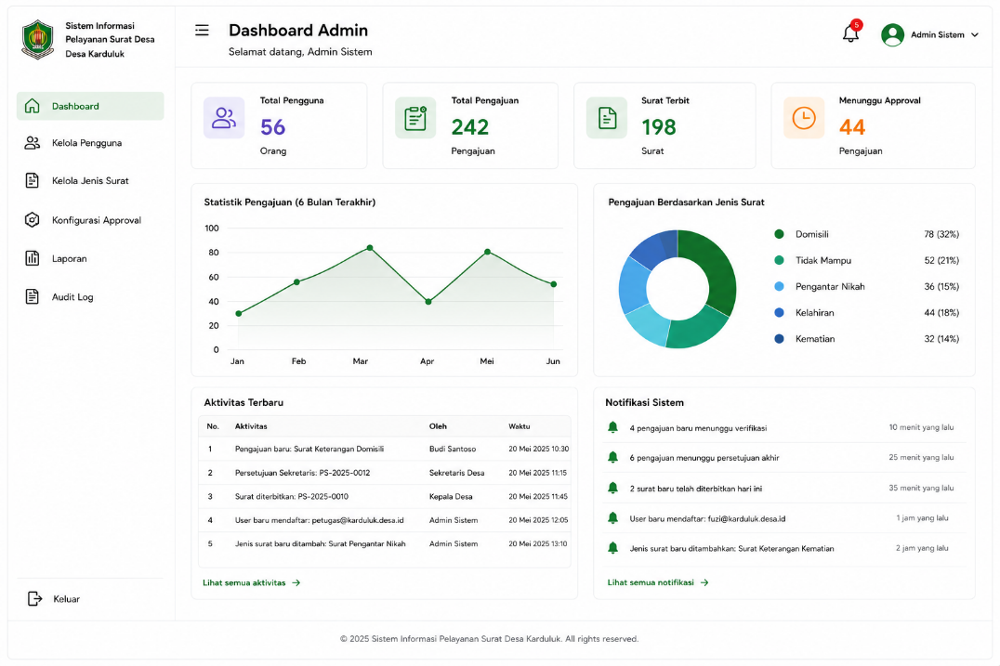 Sistem Informasi
Pelayanan Surat Desa
Desa Karduluk
Dashboard
Kelola Pengguna
Kelola Jenis Surat
Konfigurasi Approval
Laporan
Audit Log
Keluar
Dashboard Admin
Selamat datang, Admin Sistem
5
Admin Sistem
Total Pengguna
56
Orang
Total Pengajuan
242
Pengajuan
Surat Terbit
198
Surat
Menunggu Approval
44
Pengajuan
Statistik Pengajuan (6 Bulan Terakhir)
100
80
60
40
20
0
Jan Feb Mar Apr Mei Jun
Pengajuan Berdasarkan Jenis Surat
Domisili 78 (32%)
Tidak Mampu 52 (21%)
Pengantar Nikah 36 (15%)
Kelahiran 44 (18%)
Kematian 32 (14%)
Aktivitas Terbaru
No. Aktivitas Oleh Waktu
1 Pengajuan baru: Surat Keterangan Domisili Budi Santoso 20 Mei 2025 10:30
2 Persetujuan Sekretaris: PS-2025-0012 Sekretaris Desa 20 Mei 2025 11:15
3 Surat diterbitkan: PS-2025-0010 Kepala Desa 20 Mei 2025 11:45
4 User baru mendaftar: petugas@karduluk.desa.id Admin Sistem 20 Mei 2025 12:05
5 Jenis surat baru ditambah: Surat Pengantar Nikah Admin Sistem 20 Mei 2025 13:10
Lihat semua aktivitas →
Notifikasi Sistem
4 pengajuan baru menunggu verifikasi 10 menit yang lalu
6 pengajuan menunggu persetujuan akhir 25 menit yang lalu
2 surat baru telah diterbitkan hari ini 35 menit yang lalu
User baru mendaftar: fuzi@karduluk.desa.id 1 jam yang lalu
Jenis surat baru ditambahkan: Surat Keterangan Kematian 2 jam yang lalu
Lihat semua notifikasi →
© 2025 Sistem Informasi Pelayanan Surat Desa Karduluk. All rights reserved.